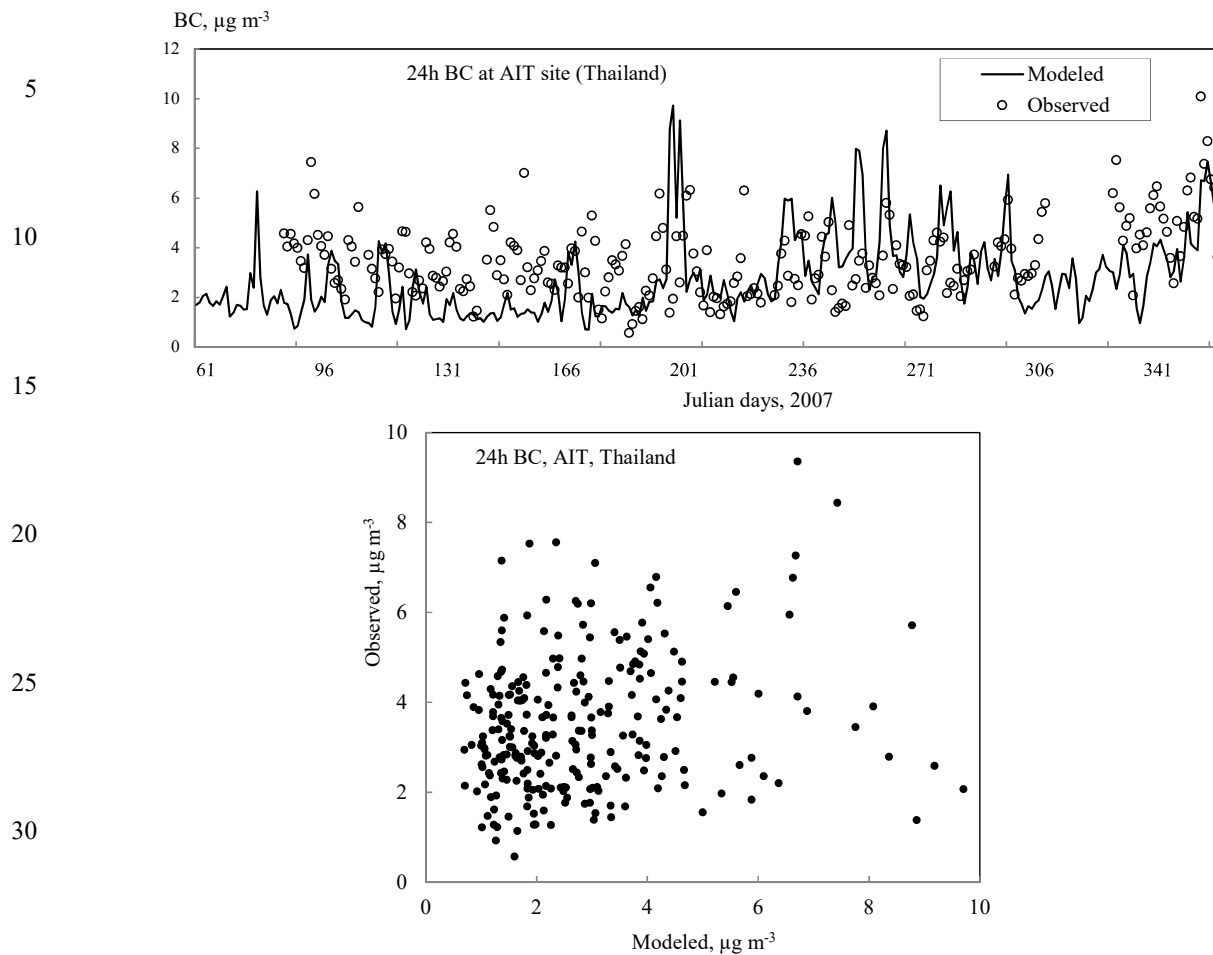 BC, µg m-3
12
24h BC at AIT site (Thailand)
Modeled
Observed
10
8
6
4
2
0
61 96 131 166 201 236 271 306 341
Julian days, 2007
5
10
15
20
25
30
24h BC, AIT, Thailand
Observed, µg m-3
10
8
6
4
2
0
0 2 4 6 8 10
Modeled, µg m-3